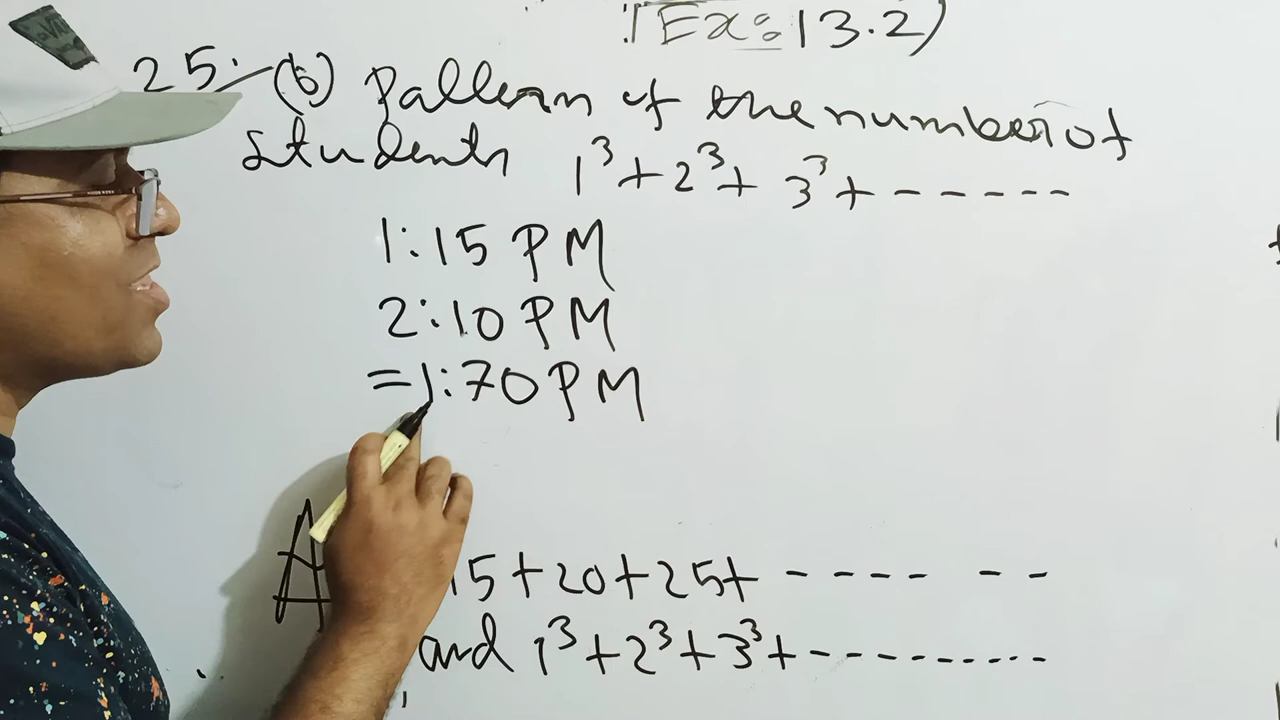 (Ex: 13.2)
25. (b) Pattern of the number of
students 1³+2³+ 3³+ ------
1:15 PM
2:10 PM
=1:70 PM
A 15+20+25+ ---- --
and 1³+2³+3³+---------